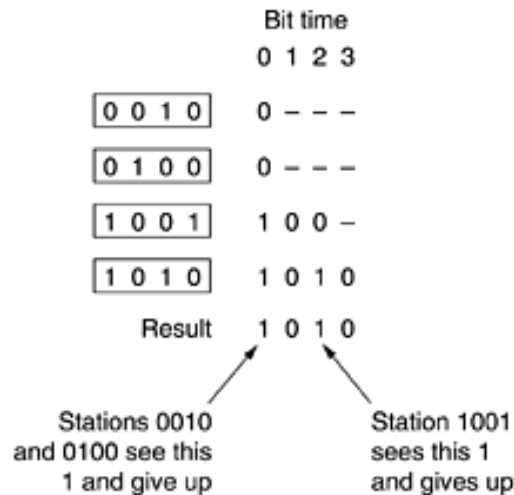 Bit time
0 1 2 3
0 0 1 0 0 – – –
0 1 0 0 0 – – –
1 0 0 1 1 0 0 –
1 0 1 0 1 0 1 0
Result 1 0 1 0
Stations 0010
and 0100 see this
1 and give up
Station 1001
sees this 1
and gives up